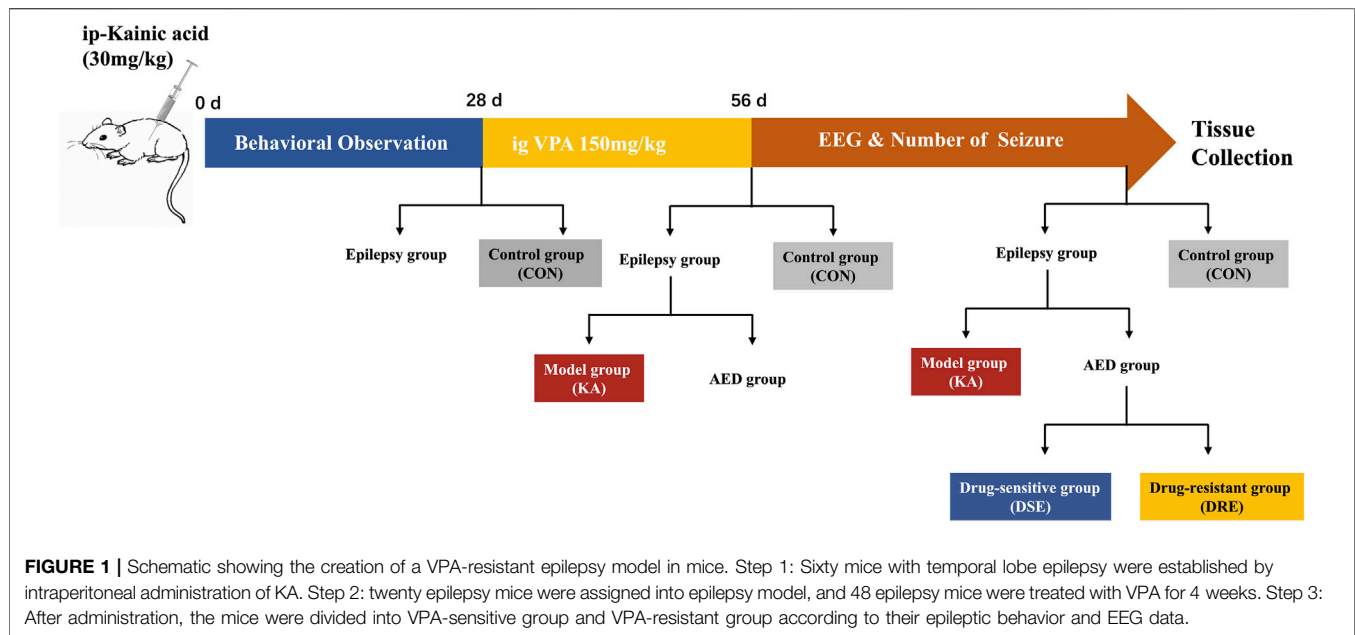 ip-Kainic acid
(30mg/kg)
0 d
28 d
56 d
Behavioral Observation
ig VPA 150mg/kg
EEG & Number of Seizure
Tissue
Collection
Epilepsy group
Control group
(CON)
Epilepsy group
Control group
(CON)
Epilepsy group
Control group
(CON)
Model group
(KA)
AED group
Model group
(KA)
AED group
Drug-sensitive group
(DSE)
Drug-resistant group
(DRE)
FIGURE 1 | Schematic showing the creation of a VPA-resistant epilepsy model in mice. Step 1: Sixty mice with temporal lobe epilepsy were established by
intraperitoneal administration of KA. Step 2: twenty epilepsy mice were assigned into epilepsy model, and 48 epilepsy mice were treated with VPA for 4 weeks. Step 3:
After administration, the mice were divided into VPA-sensitive group and VPA-resistant group according to their epileptic behavior and EEG data.